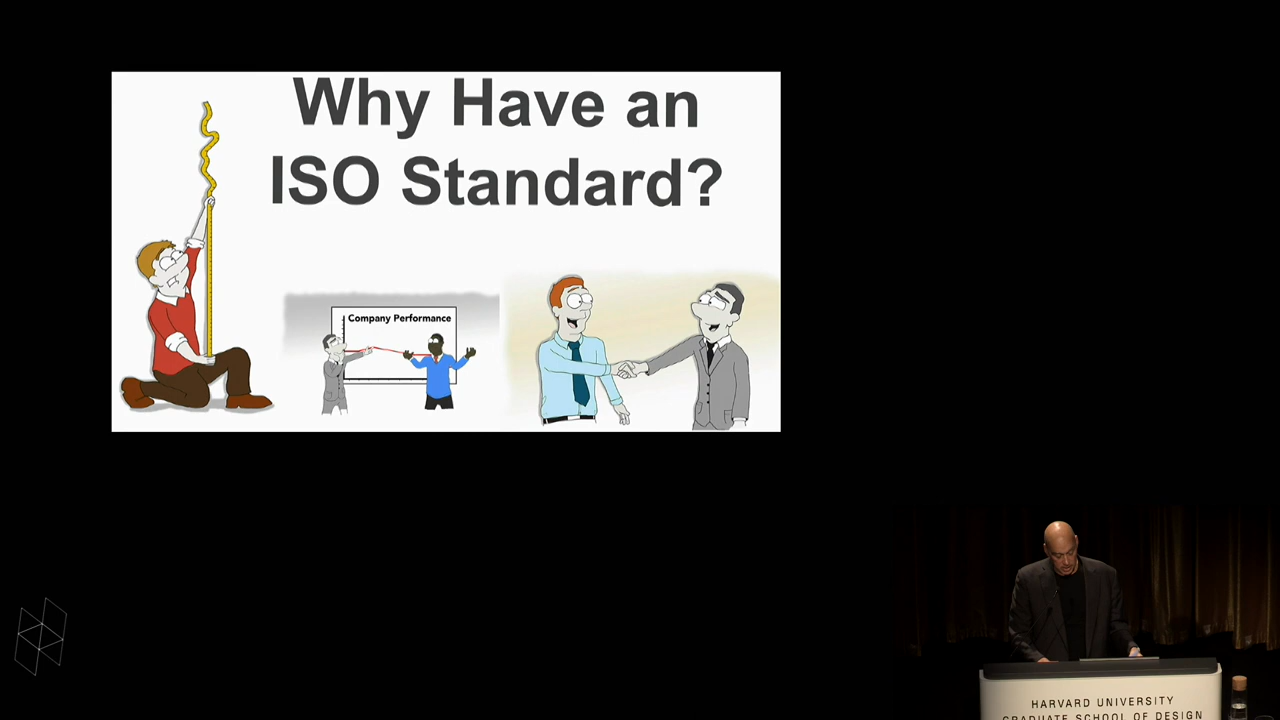 Why Have an
ISO Standard?
Company Performance
HARVARD UNIVERSITY
GRADUATE SCHOOL OF DESIGN